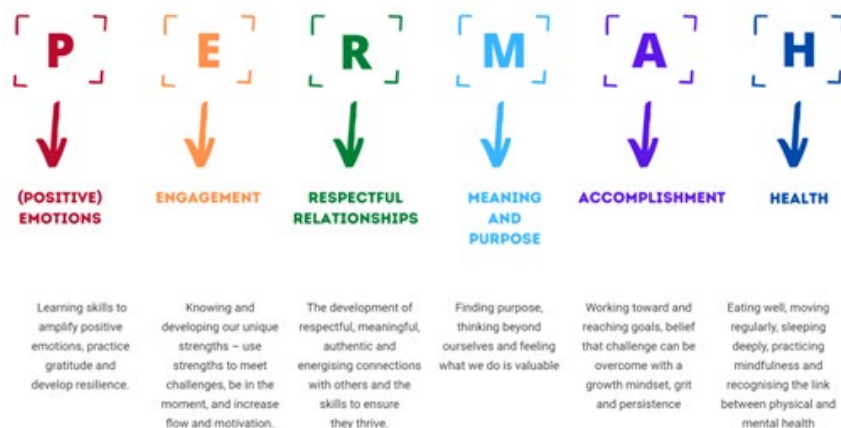 P E R M A H
(POSITIVE)
EMOTIONS
ENGAGEMENT
RESPECTFUL
RELATIONSHIPS
MEANING
AND
PURPOSE
ACCOMPLISHMENT
HEALTH
Learning skills to
amplify positive
emotions, practice
gratitude and
develop resilience.
Knowing and
developing our unique
strengths – use
strengths to meet
challenges, be in the
moment, and increase
flow and motivation.
The development of
respectful, meaningful,
authentic and
energising connections
with others and the
skills to ensure
they thrive.
Finding purpose,
thinking beyond
ourselves and feeling
what we do is valuable
Working toward and
reaching goals, belief
that challenge can be
overcome with a
growth mindset, grit
and persistence
Eating well, moving
regularly, sleeping
deeply, practicing
mindfulness and
recognising the link
between physical and
mental health